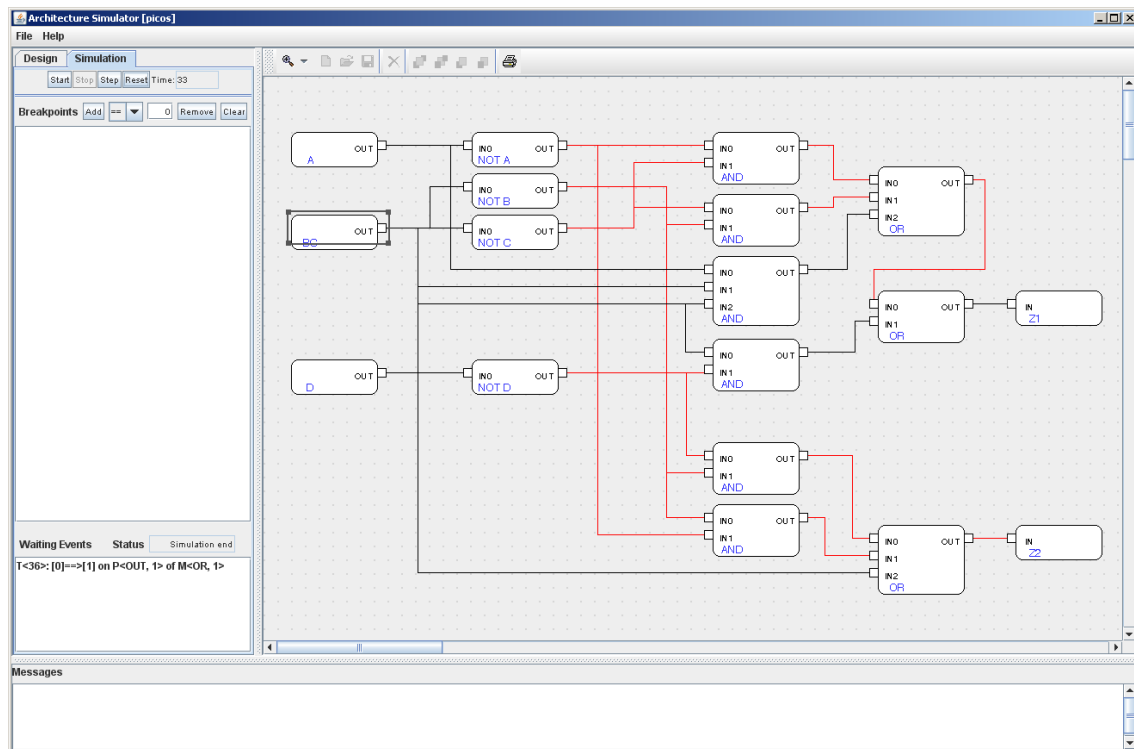 Architecture Simulator [picos]
File Help
Design Simulation
Start Stop Step Reset Time: 33
Breakpoints Add == 0 Remove Clear
OUT IN0 OUT IN0 OUT
A NOT A IN1
AND
IN0 OUT
NOT B
IN0 OUT
IN1
IN2
OR
IN0 OUT
IN1
AND
OUT IN0 OUT
BC NOT C
IN0 OUT
IN1
IN2
AND
IN0 OUT IN
IN1 Z1
OR
IN0 OUT
IN1
AND
OUT IN0 OUT
D NOT D
IN0 OUT
IN1
AND
IN0 OUT
IN1
AND
IN0 OUT IN
IN1 Z2
IN2
OR
Waiting Events Status Simulation end
T<36>: [0]==>[1] on P<OUT, 1> of M<OR, 1>
Messages